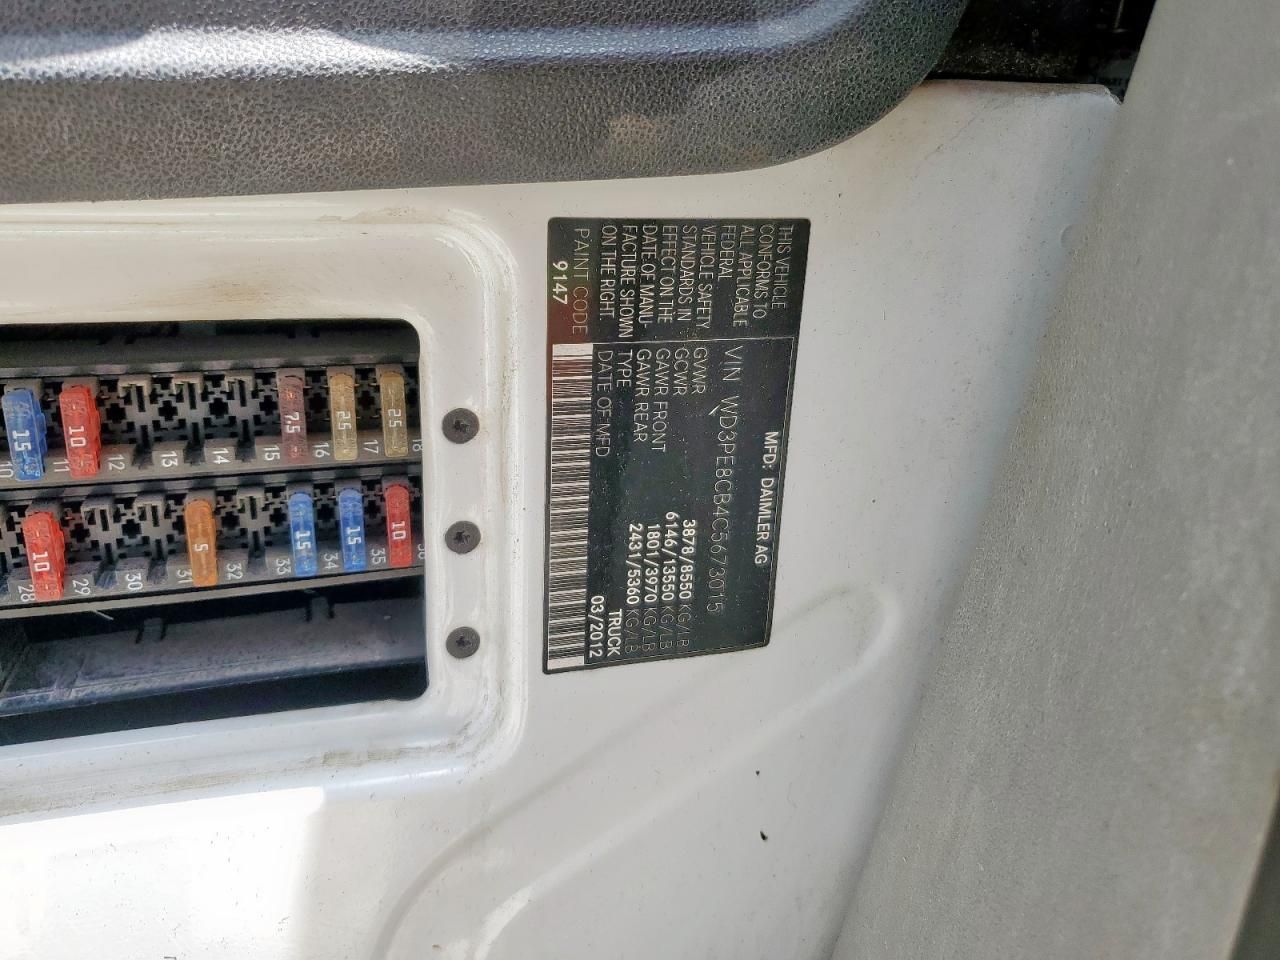 MFD: DAIMLER AG
VIN WD3PE8CB4C5673015
GVWR 3878/8550 KG/LB
GCWR 6146/13550 KG/LB
GAWR FRONT 1801/3970 KG/LB
GAWR REAR 2431/5360 KG/LB
TYPE TRUCK
DATE OF MFD 03/2012
THIS VEHICLE
CONFORMS TO
ALL APPLICABLE
FEDERAL
VEHICLE SAFETY
STANDARDS IN
EFFECT ON THE
DATE OF MANU-
FACTURE SHOWN
ON THE RIGHT
PAINT CODE
9147
15 10 7.5 25 25
10 11 12 13 14 15 16 17 18
10 5 15 15 10
28 29 30 31 32 33 34 35 36